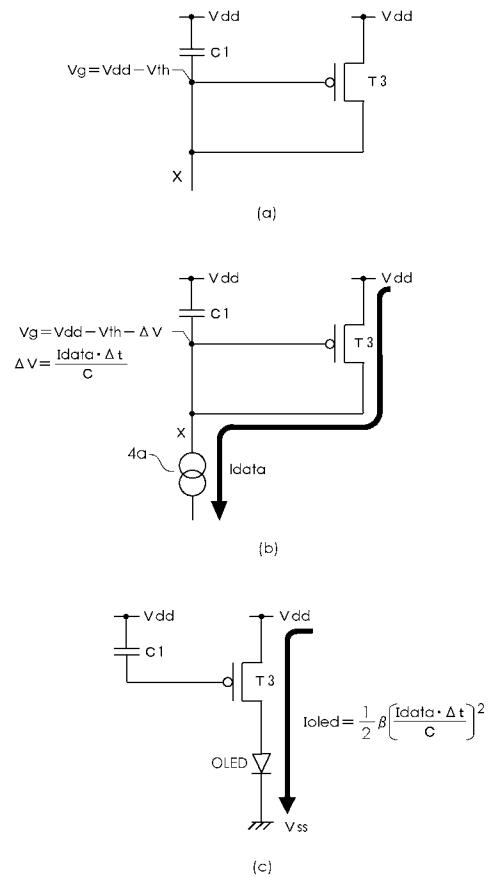 Vdd Vdd
C1
Vg=Vdd−Vth
T3
X
(a)
Vdd Vdd
C1
Vg=Vdd−Vth−ΔV
T3
ΔV=Idata・Δt/C
X
4a
Idata
(b)
Vdd Vdd
C1
T3
Ioled=1/2 β(Idata・Δt/C)²
OLED
Vss
(c)